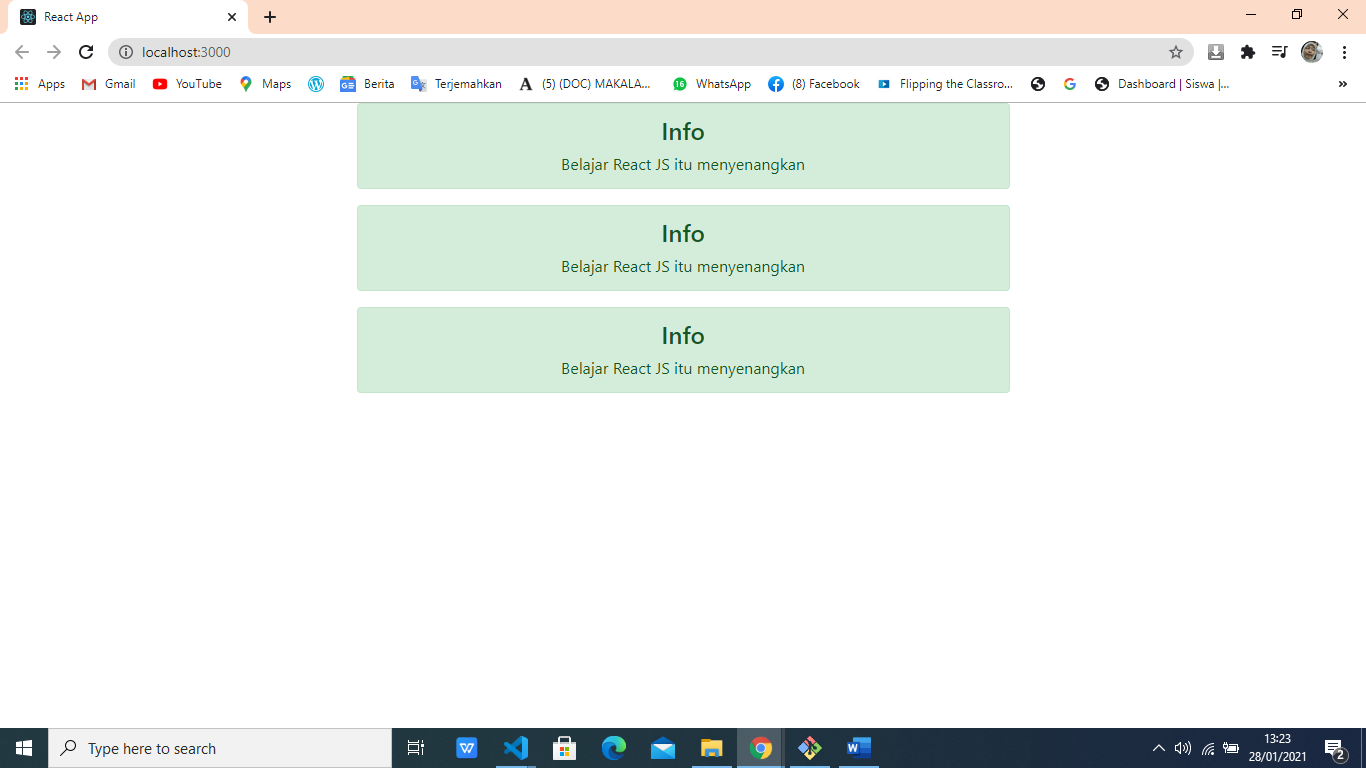 React App
localhost:3000
Apps Gmail YouTube Maps Berita Terjemahkan (5) (DOC) MAKALA... 16 WhatsApp (8) Facebook Flipping the Classro... Dashboard | Siswa |... »
Info
Belajar React JS itu menyenangkan
Info
Belajar React JS itu menyenangkan
Info
Belajar React JS itu menyenangkan
Type here to search
13:23
28/01/2021
2